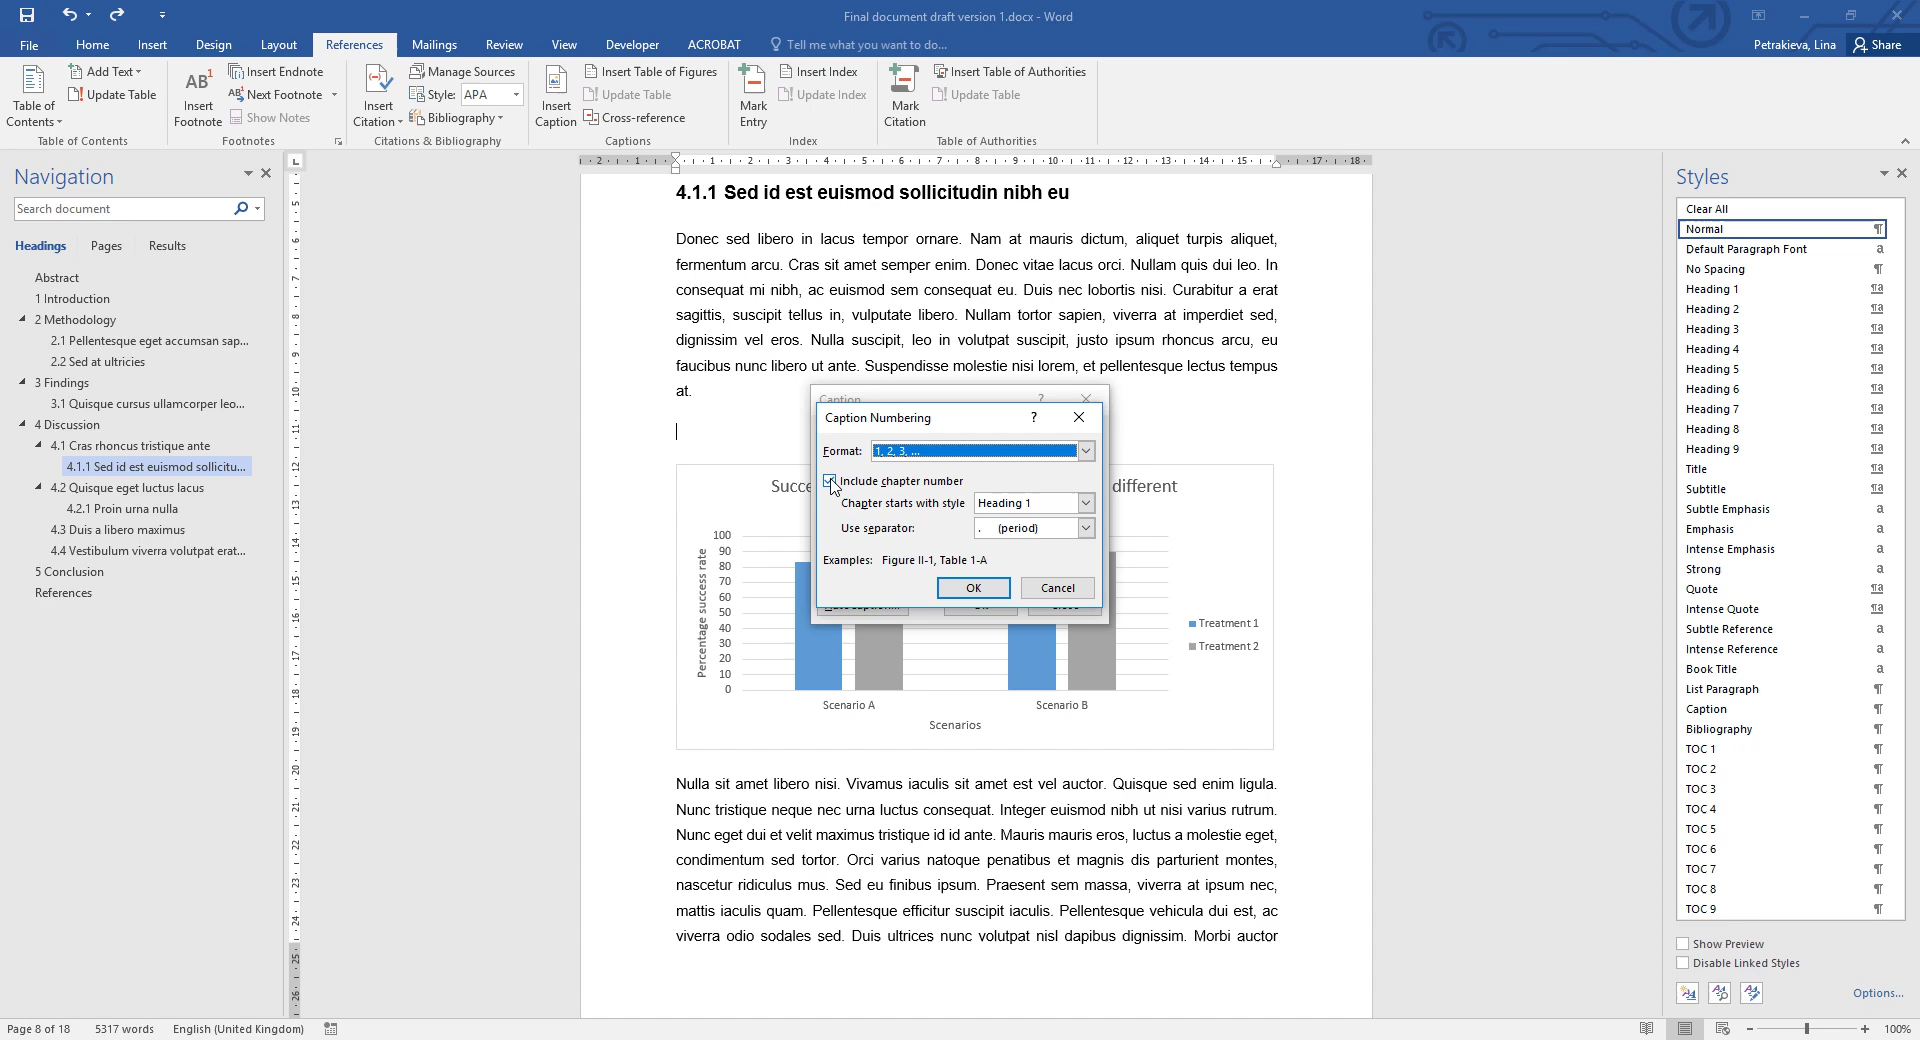 Final document draft version 1.docx - Word
File Home Insert Design Layout References Mailings Review View Developer ACROBAT Tell me what you want to do... Petrakieva, Lina Share
Table of Contents
Add Text
Update Table
Table of Contents
AB¹ Insert Footnote
Insert Endnote
Next Footnote
Show Notes
Footnotes
Insert Citation
Manage Sources
Style: APA
Bibliography
Citations & Bibliography
Insert Caption
Insert Table of Figures
Update Table
Cross-reference
Captions
Mark Entry
Insert Index
Update Index
Index
Mark Citation
Insert Table of Authorities
Update Table
Table of Authorities
Navigation
Search document
Headings Pages Results
Abstract
1 Introduction
2 Methodology
2.1 Pellentesque eget accumsan sap...
2.2 Sed at ultricies
3 Findings
3.1 Quisque cursus ullamcorper leo...
4 Discussion
4.1 Cras rhoncus tristique ante
4.1.1 Sed id est euismod sollicitu...
4.2 Quisque eget luctus lacus
4.2.1 Proin urna nulla
4.3 Duis a libero maximus
4.4 Vestibulum viverra volutpat erat...
5 Conclusion
References
4.1.1 Sed id est euismod sollicitudin nibh eu
Donec sed libero in lacus tempor ornare. Nam at mauris dictum, aliquet turpis aliquet,
fermentum arcu. Cras sit amet semper enim. Donec vitae lacus orci. Nullam quis dui leo. In
consequat mi nibh, ac euismod sem consequat eu. Duis nec lobortis nisi. Curabitur a erat
sagittis, suscipit tellus in, vulputate libero. Nullam tortor sapien, viverra at imperdiet sed,
dignissim vel eros. Nulla suscipit, leo in volutpat suscipit, justo ipsum rhoncus arcu, eu
faucibus nunc libero ut ante. Suspendisse molestie nisi lorem, et pellentesque lectus tempus
at.
Caption ?
Caption Numbering ?
Format: 1, 2, 3, ...
Include chapter number
Chapter starts with style Heading 1
Use separator: . (period)
Examples: Figure II-1, Table 1-A
OK Cancel
Succe different
Percentage success rate
100
90
80
70
60
50
40
30
20
10
0
Scenario A Scenario B
Scenarios
Treatment 1
Treatment 2
Nulla sit amet libero nisi. Vivamus iaculis sit amet est vel auctor. Quisque sed enim ligula.
Nunc tristique neque nec urna luctus consequat. Integer euismod nibh ut nisi varius rutrum.
Nunc eget dui et velit maximus tristique id id ante. Mauris mauris eros, luctus a molestie eget,
condimentum sed tortor. Orci varius natoque penatibus et magnis dis parturient montes,
nascetur ridiculus mus. Sed eu finibus ipsum. Praesent sem massa, viverra at ipsum nec,
mattis iaculis quam. Pellentesque efficitur suscipit iaculis. Pellentesque vehicula dui est, ac
viverra odio sodales sed. Duis ultrices nunc volutpat nisl dapibus dignissim. Morbi auctor
Styles
Clear All
Normal
Default Paragraph Font
No Spacing
Heading 1
Heading 2
Heading 3
Heading 4
Heading 5
Heading 6
Heading 7
Heading 8
Heading 9
Title
Subtitle
Subtle Emphasis
Emphasis
Intense Emphasis
Strong
Quote
Intense Quote
Subtle Reference
Intense Reference
Book Title
List Paragraph
Caption
Bibliography
TOC 1
TOC 2
TOC 3
TOC 4
TOC 5
TOC 6
TOC 7
TOC 8
TOC 9
Show Preview
Disable Linked Styles
Options...
Page 8 of 18 5317 words English (United Kingdom) 100%